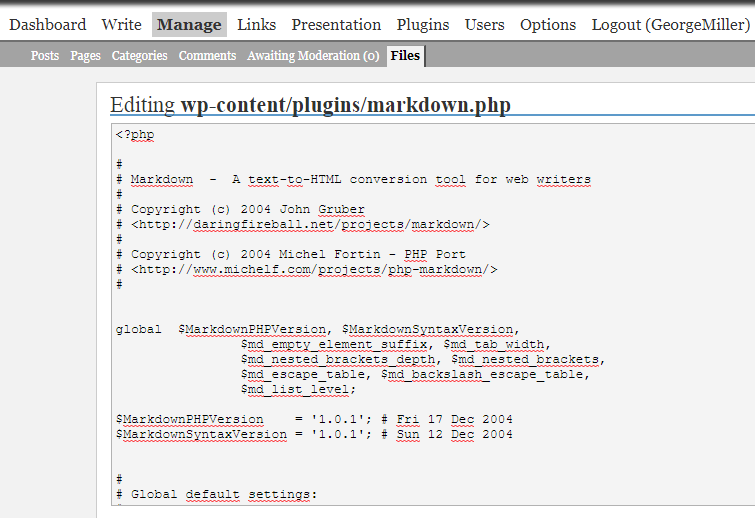 Dashboard Write Manage Links Presentation Plugins Users Options Logout (GeorgeMiller)
Posts Pages Categories Comments Awaiting Moderation (0) Files
Editing wp-content/plugins/markdown.php
<?php
#
# Markdown  -  A text-to-HTML conversion tool for web writers
#
# Copyright (c) 2004 John Gruber
# <http://daringfireball.net/projects/markdown/>
#
# Copyright (c) 2004 Michel Fortin - PHP Port
# <http://www.michelf.com/projects/php-markdown/>
#
global  $MarkdownPHPVersion, $MarkdownSyntaxVersion,
$md_empty_element_suffix, $md_tab_width,
$md_nested_brackets_depth, $md_nested_brackets,
$md_escape_table, $md_backslash_escape_table,
$md_list_level;
$MarkdownPHPVersion    = '1.0.1'; # Fri 17 Dec 2004
$MarkdownSyntaxVersion = '1.0.1'; # Sun 12 Dec 2004
#
# Global default settings: